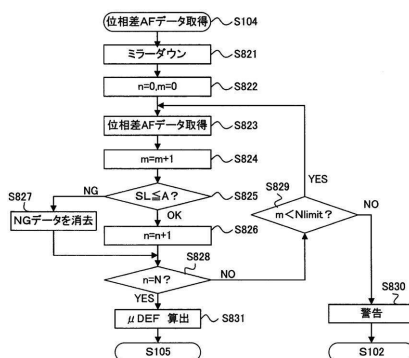 位相差AFデータ取得 S104
ミラーダウン S821
n=0,m=0 S822
位相差AFデータ取得 S823
m=m+1 S824
SL≦A? S825
NG
OK
S827
NGデータを消去
n=n+1 S826
n=N? S828
NO
YES
S829
m<Nlimit?
YES
NO
μDEF 算出 S831
S830
警告
S105
S102